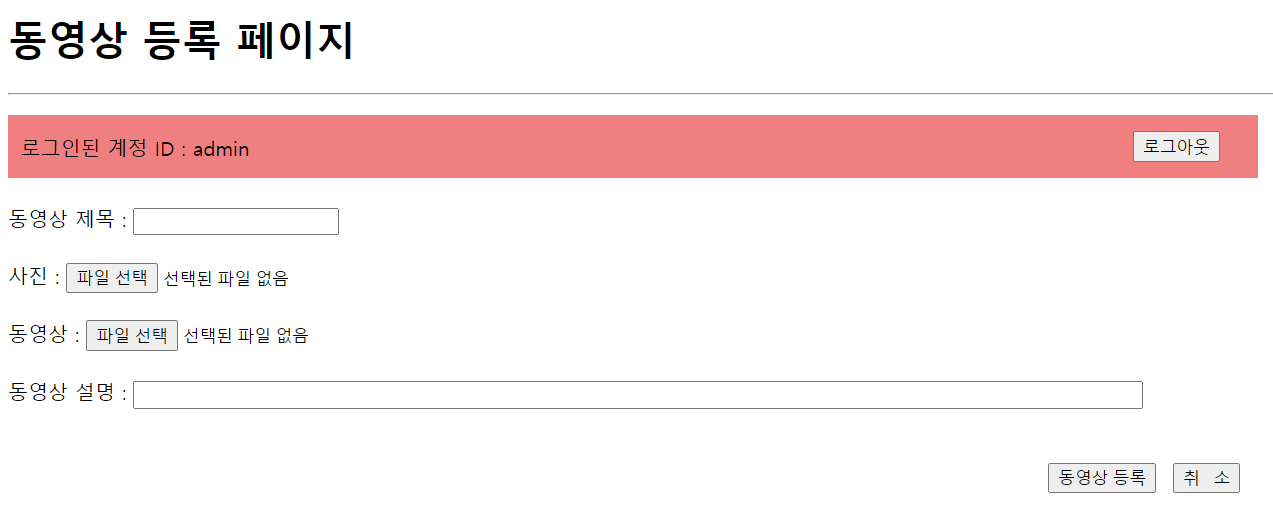 동영상 등록 페이지
로그인된 계정 ID : admin 로그아웃
동영상 제목 :
사진 : 파일 선택 선택된 파일 없음
동영상 : 파일 선택 선택된 파일 없음
동영상 설명 :
동영상 등록 취 소